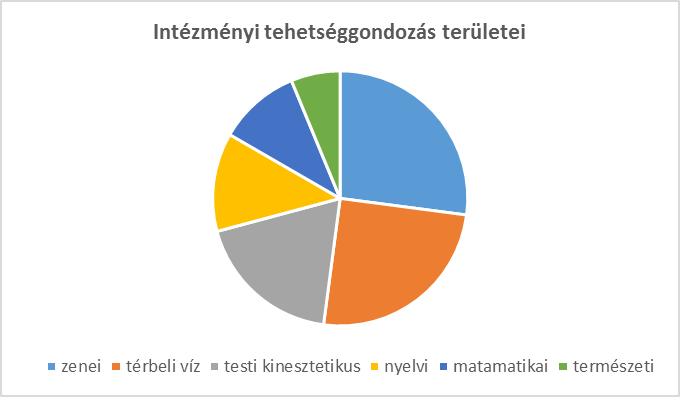 Intézményi tehetséggondozás területei
zenei térbeli víz testi kinesztetikus nyelvi matamatikai természeti